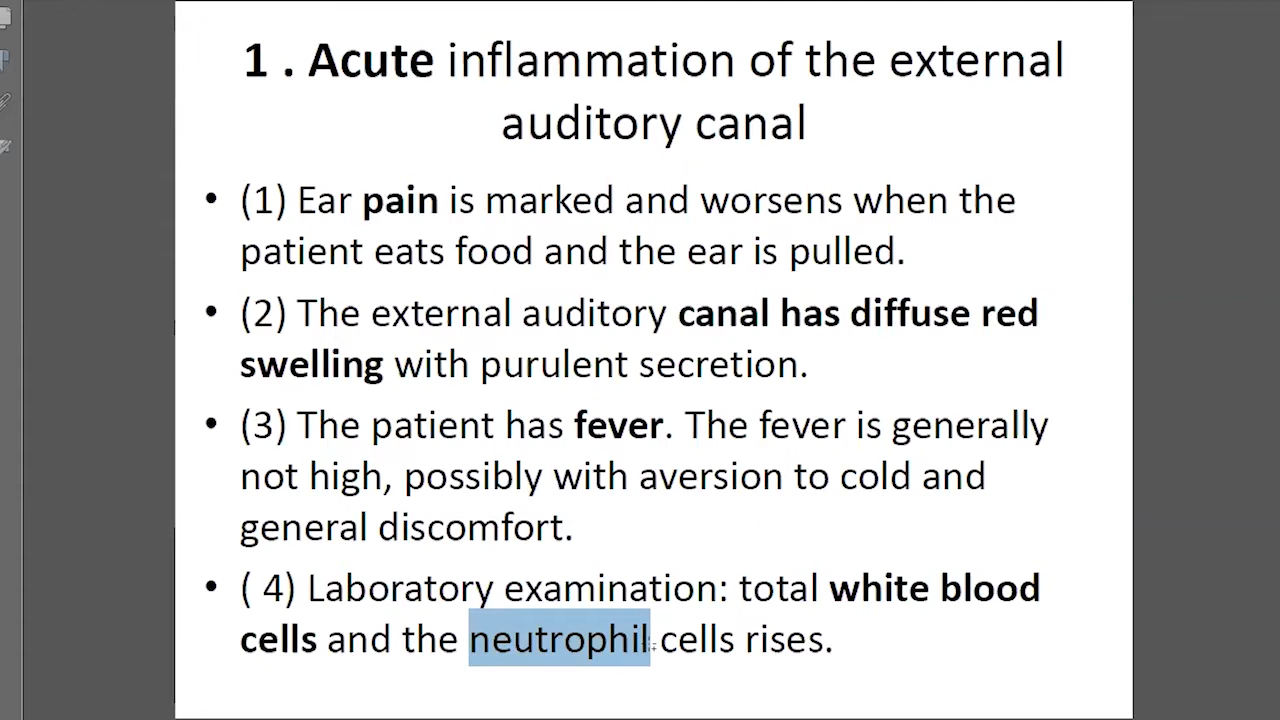 1 . Acute inflammation of the external
auditory canal
• (1) Ear pain is marked and worsens when the
patient eats food and the ear is pulled.
• (2) The external auditory canal has diffuse red
swelling with purulent secretion.
• (3) The patient has fever. The fever is generally
not high, possibly with aversion to cold and
general discomfort.
• ( 4) Laboratory examination: total white blood
cells and the neutrophil cells rises.